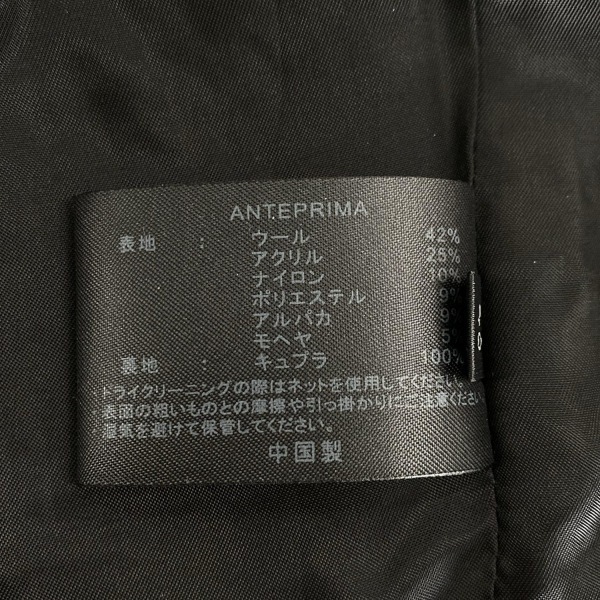 ANTEPRIMA
表地 : ウール 42%
アクリル 25%
ナイロン 10%
ポリエステル 9%
アルパカ 9%
モヘヤ 5%
裏地 キュプラ 100%
ドライクリーニングの際はネットを使用してください。
表面の粗いものとの摩擦や引っ掛かりにご注意ください。
湿気を避けて保管してください。
中国製